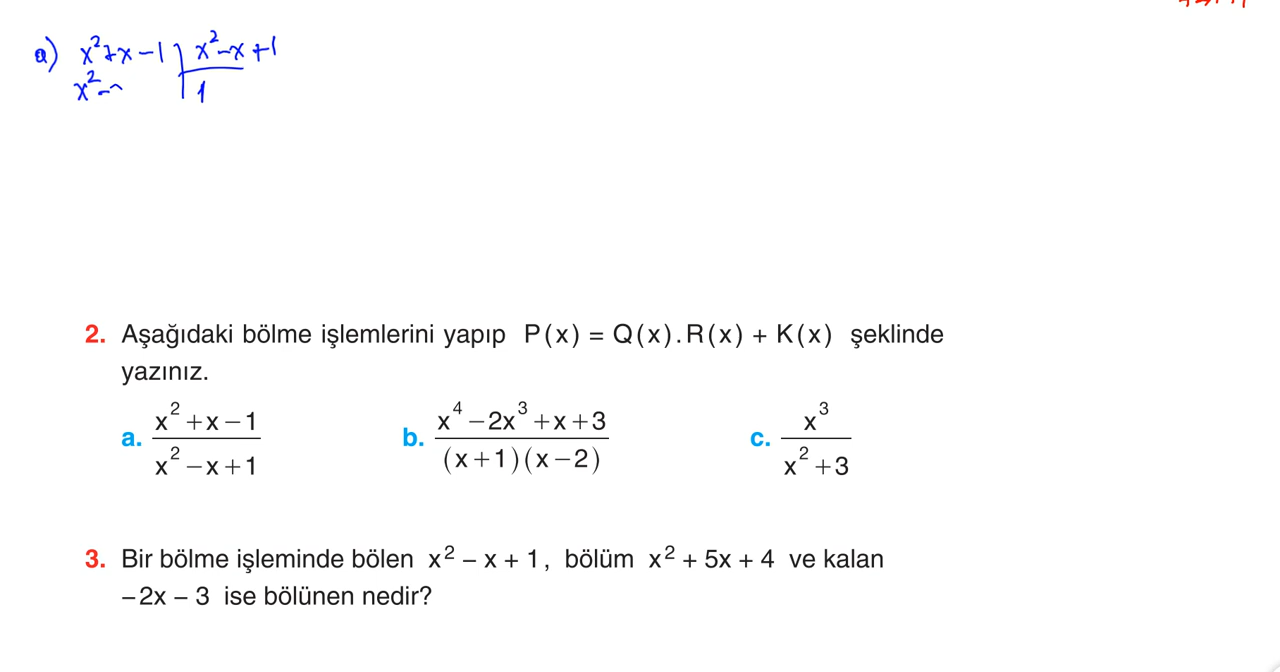 a) x²+x-1 | x²-x+1
x²-x 1
2. Aşağıdaki bölme işlemlerini yapıp P(x) = Q(x).R(x) + K(x) şeklinde
yazınız.
a. (x²+x-1)/(x²-x+1) b. (x⁴-2x³+x+3)/((x+1)(x-2)) c. x³/(x²+3)
3. Bir bölme işleminde bölen x² - x + 1, bölüm x² + 5x + 4 ve kalan
-2x - 3 ise bölünen nedir?